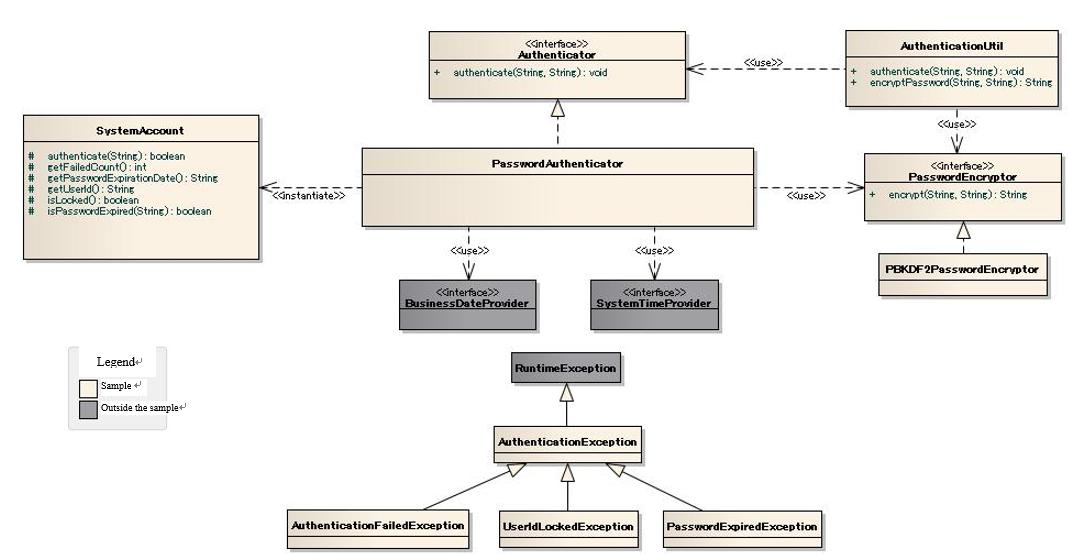 <<interface>>
Authenticator
+ authenticate(String, String) : void
AuthenticationUtil
+ authenticate(String, String) : void
+ encryptPassword(String, String) : String
<<use>>
<<use>>
SystemAccount
# authenticate(String) : boolean
# getFailedCount() : int
# getPasswordExpirationDate() : String
# getUserId() : String
# isLocked() : boolean
# isPasswordExpired(String) : boolean
PasswordAuthenticator
<<interface>>
PasswordEncryptor
+ encrypt(String, String) : String
<<instantiate>>
<<use>>
<<use>>
<<use>>
PBKDF2PasswordEncryptor
<<interface>>
BusinessDateProvider
<<interface>>
SystemTimeProvider
Legend↵
Sample ↵
Outside the sample↵
RuntimeException
AuthenticationException
AuthenticationFailedException
UserIdLockedException
PasswordExpiredException